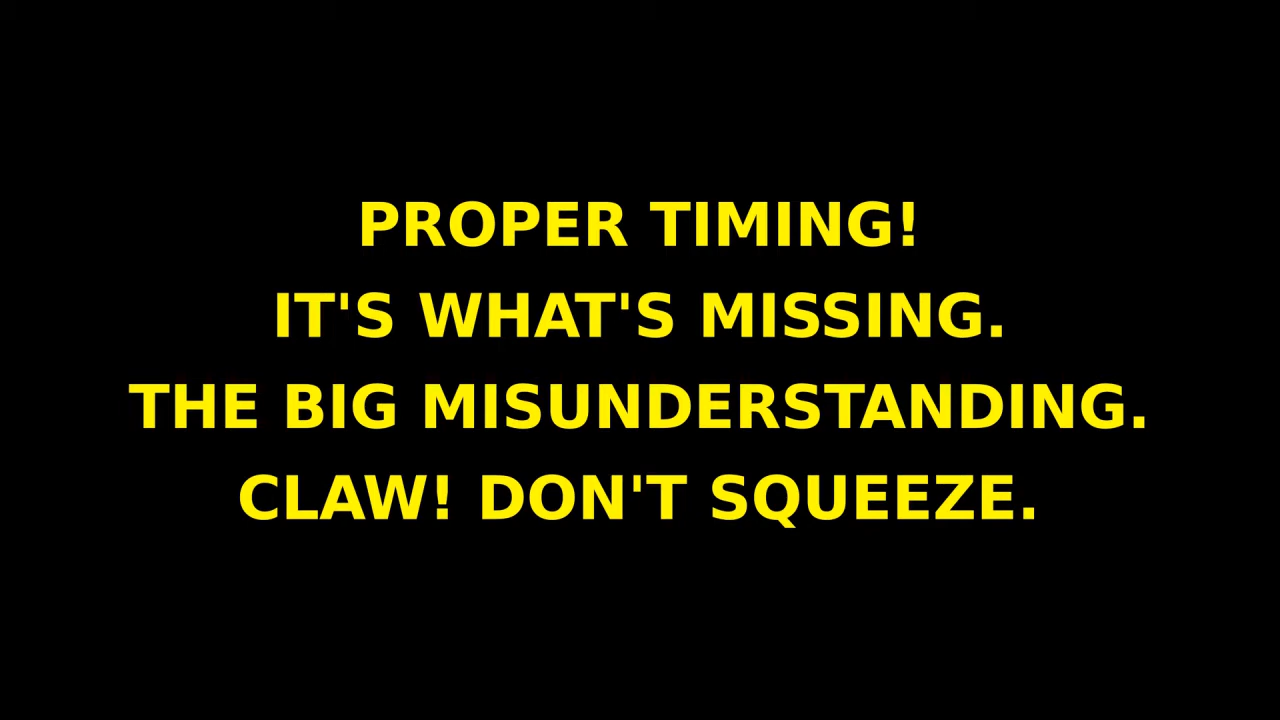 PROPER TIMING!
IT'S WHAT'S MISSING.
THE BIG MISUNDERSTANDING.
CLAW! DON'T SQUEEZE.